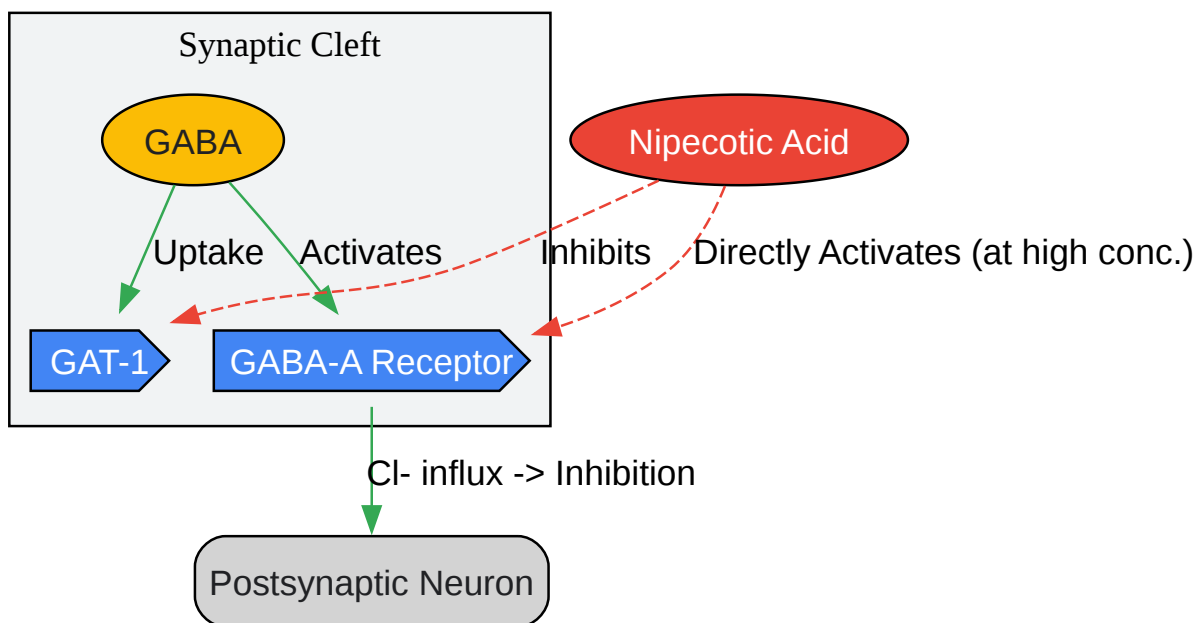 Synaptic Cleft
GABA
Nipecotic Acid
Uptake
Activates
Inhibits
Directly Activates (at high conc.)
GAT-1
GABA-A Receptor
Cl- influx -> Inhibition
Postsynaptic Neuron